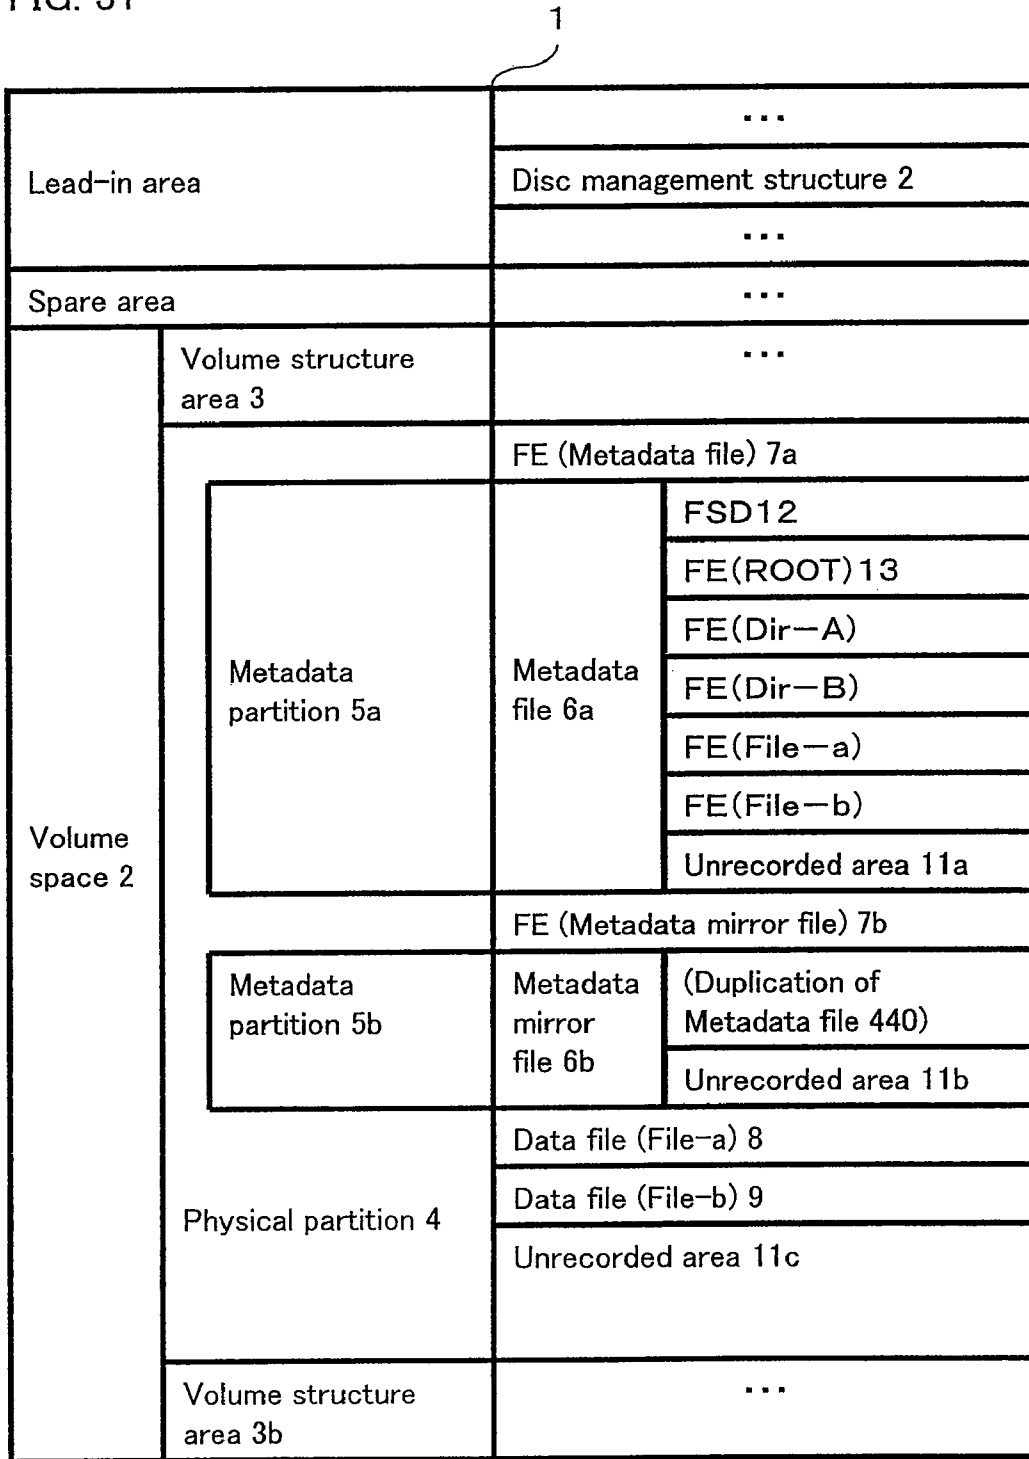 FIG. 31
1
...
Lead-in area
Disc management structure 2
...
Spare area
...
Volume structure
area 3
...
FE (Metadata file) 7a
FSD12
FE(ROOT)13
FE(Dir-A)
Metadata
partition 5a
Metadata
file 6a
FE(Dir-B)
FE(File-a)
FE(File-b)
Volume
space 2
Unrecorded area 11a
FE (Metadata mirror file) 7b
Metadata
partition 5b
Metadata
mirror
file 6b
(Duplication of
Metadata file 440)
Unrecorded area 11b
Data file (File-a) 8
Data file (File-b) 9
Physical partition 4
Unrecorded area 11c
Volume structure
area 3b
...